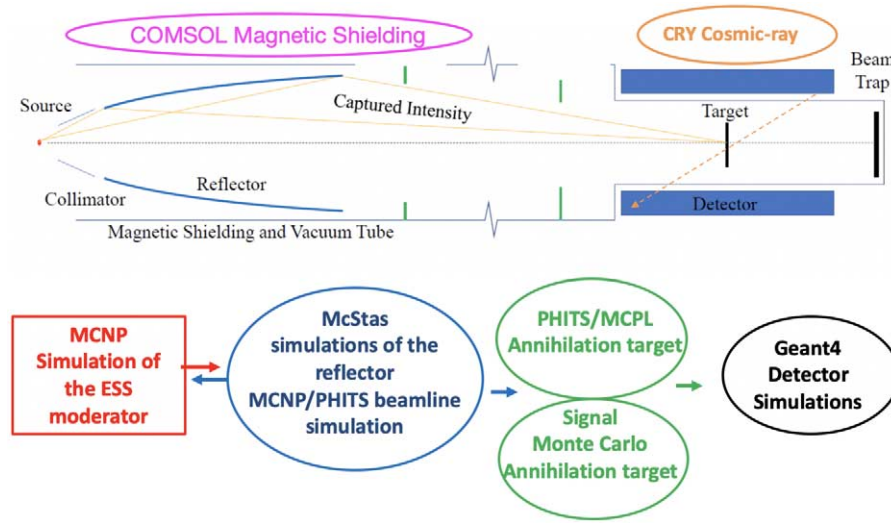 COMSOL Magnetic Shielding
CRY Cosmic-ray
Beam
Trap
Source
Captured Intensity
Target
Reflector
Collimator
Detector
Magnetic Shielding and Vacuum Tube
MCNP
Simulation of
the ESS
moderator
McStas
simulations of the
reflector
MCNP/PHITS beamline
simulation
PHITS/MCPL
Annihilation target
Signal
Monte Carlo
Annihilation target
Geant4
Detector
Simulations